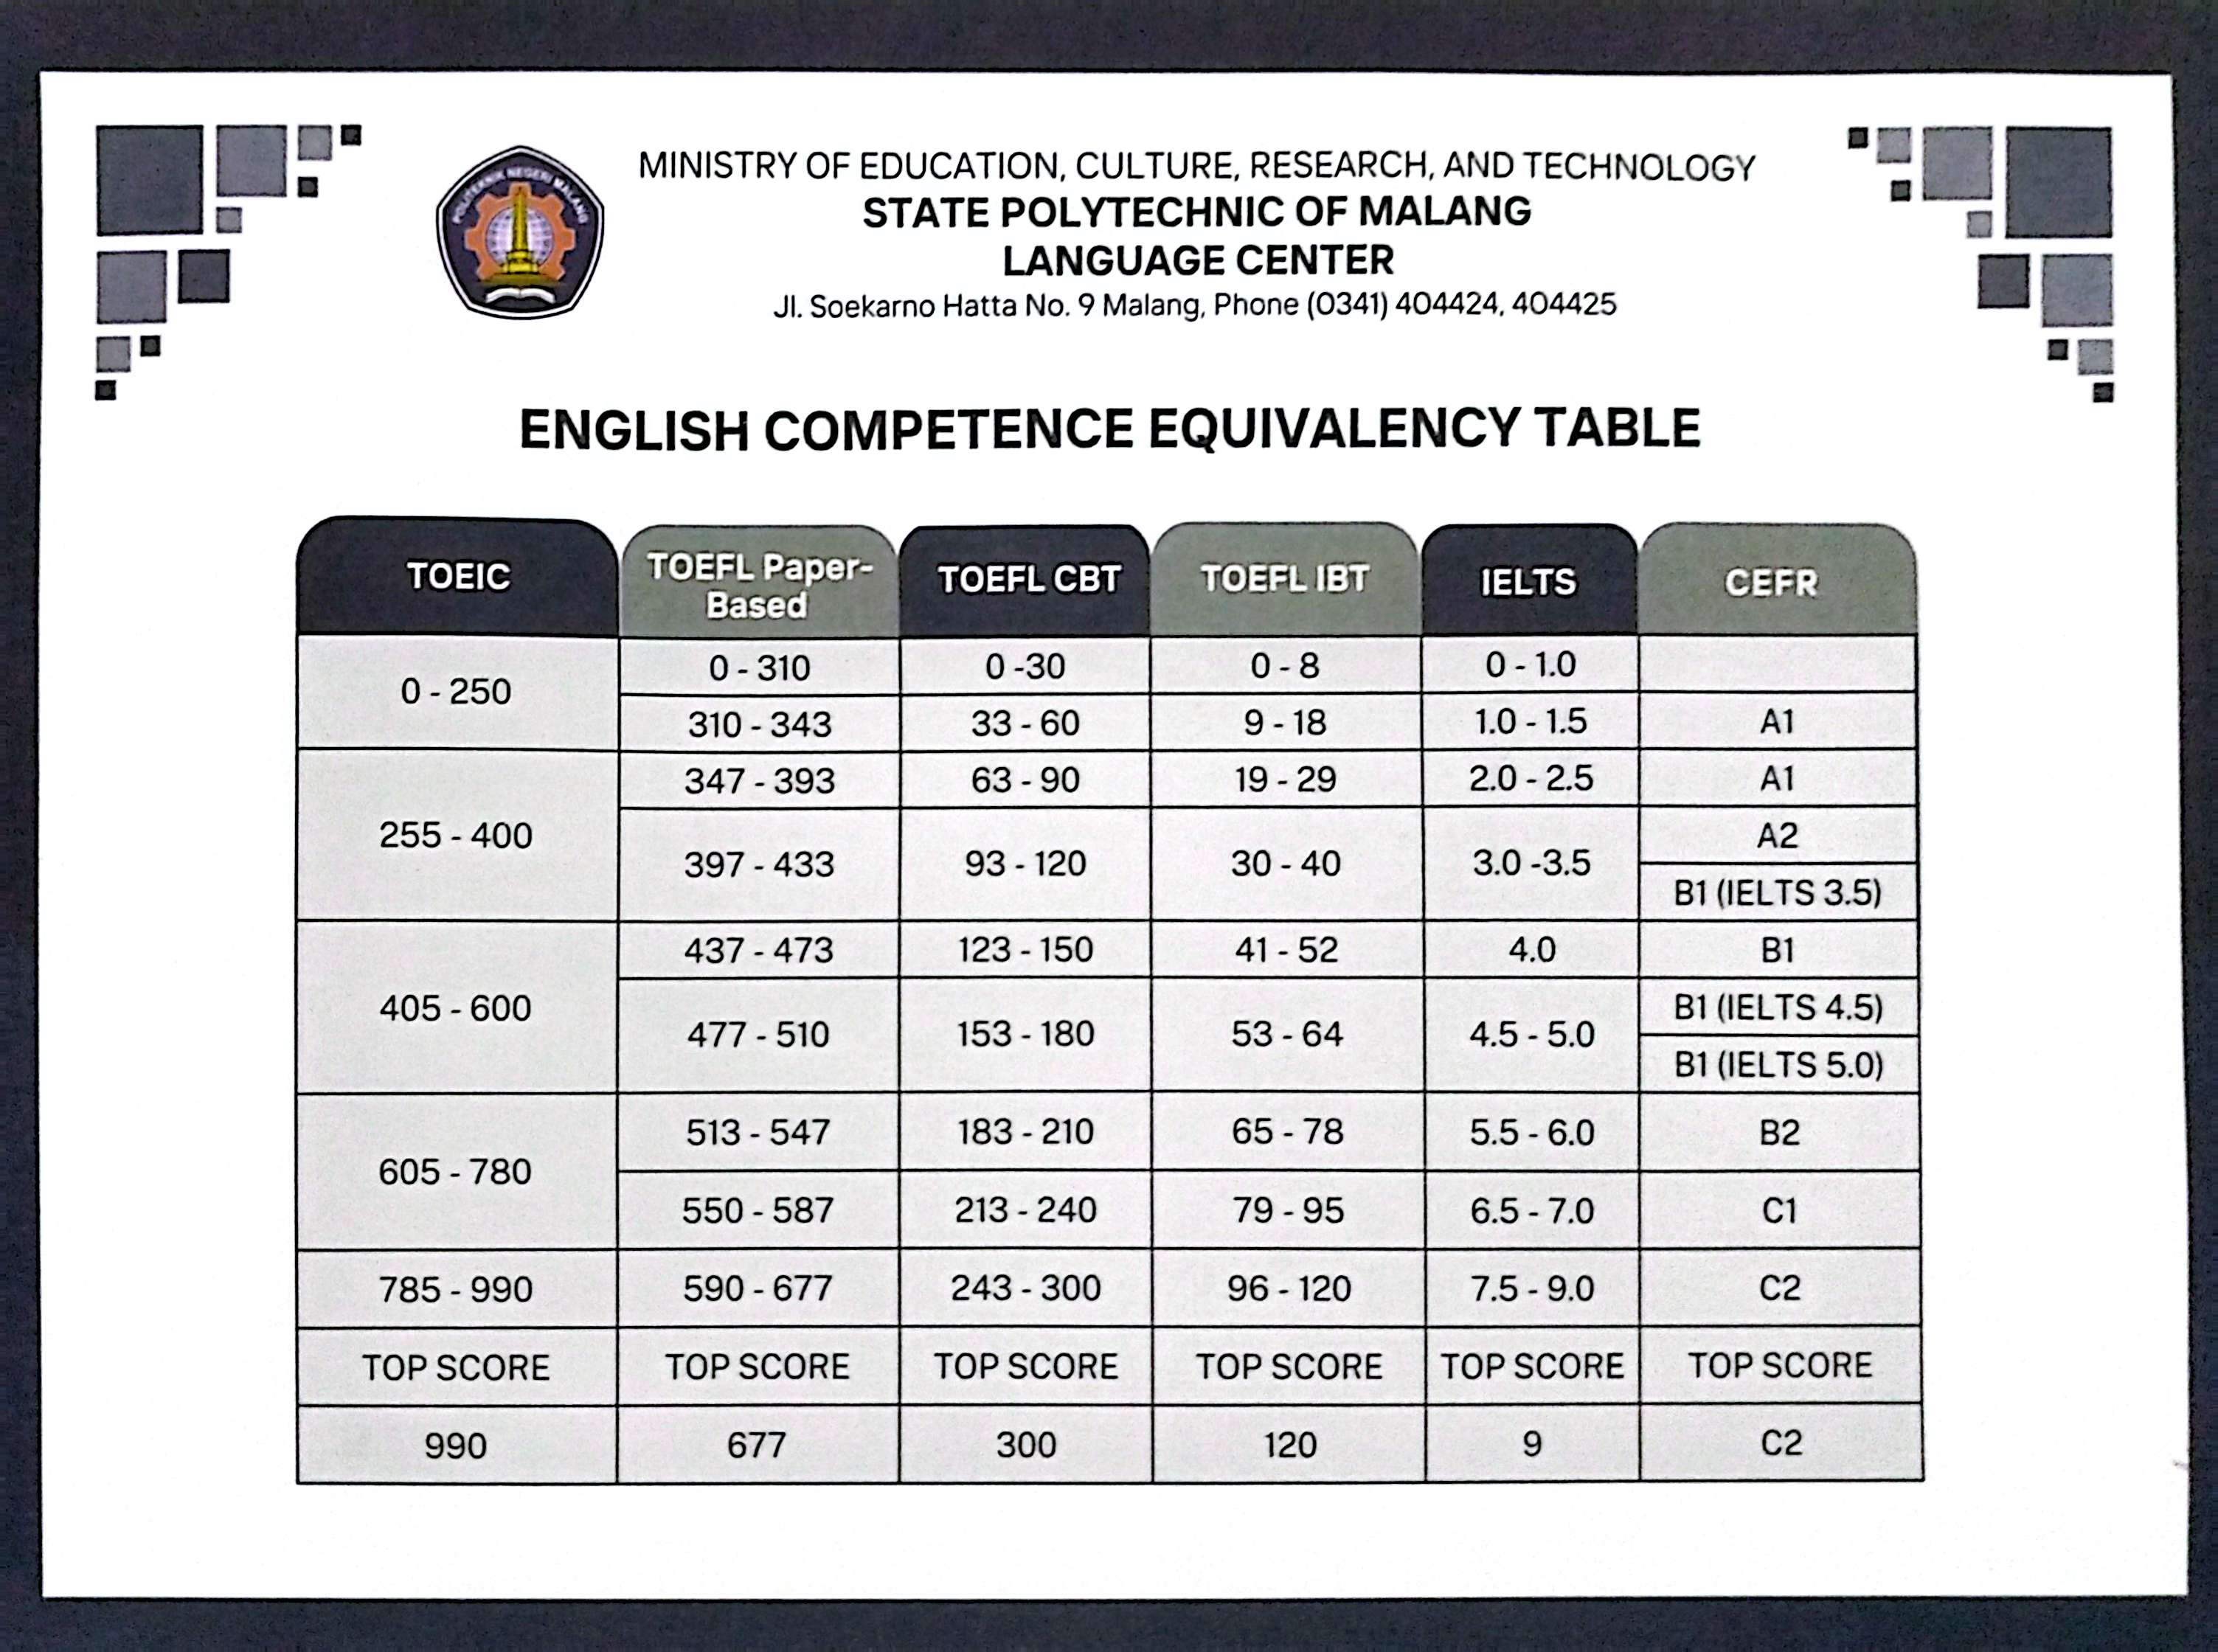 POLITEKNIK NEGERI MALANG
MINISTRY OF EDUCATION, CULTURE, RESEARCH, AND TECHNOLOGY
STATE POLYTECHNIC OF MALANG
LANGUAGE CENTER
Jl. Soekarno Hatta No. 9 Malang, Phone (0341) 404424, 404425
ENGLISH COMPETENCE EQUIVALENCY TABLE
TOEIC TOEFL Paper-Based TOEFL CBT TOEFL IBT IELTS CEFR
0 - 250 0 - 310 0 -30 0 - 8 0 - 1.0
310 - 343 33 - 60 9 - 18 1.0 - 1.5 A1
255 - 400 347 - 393 63 - 90 19 - 29 2.0 - 2.5 A1
397 - 433 93 - 120 30 - 40 3.0 -3.5 A2
B1 (IELTS 3.5)
405 - 600 437 - 473 123 - 150 41 - 52 4.0 B1
477 - 510 153 - 180 53 - 64 4.5 - 5.0 B1 (IELTS 4.5)
B1 (IELTS 5.0)
605 - 780 513 - 547 183 - 210 65 - 78 5.5 - 6.0 B2
550 - 587 213 - 240 79 - 95 6.5 - 7.0 C1
785 - 990 590 - 677 243 - 300 96 - 120 7.5 - 9.0 C2
TOP SCORE TOP SCORE TOP SCORE TOP SCORE TOP SCORE TOP SCORE
990 677 300 120 9 C2